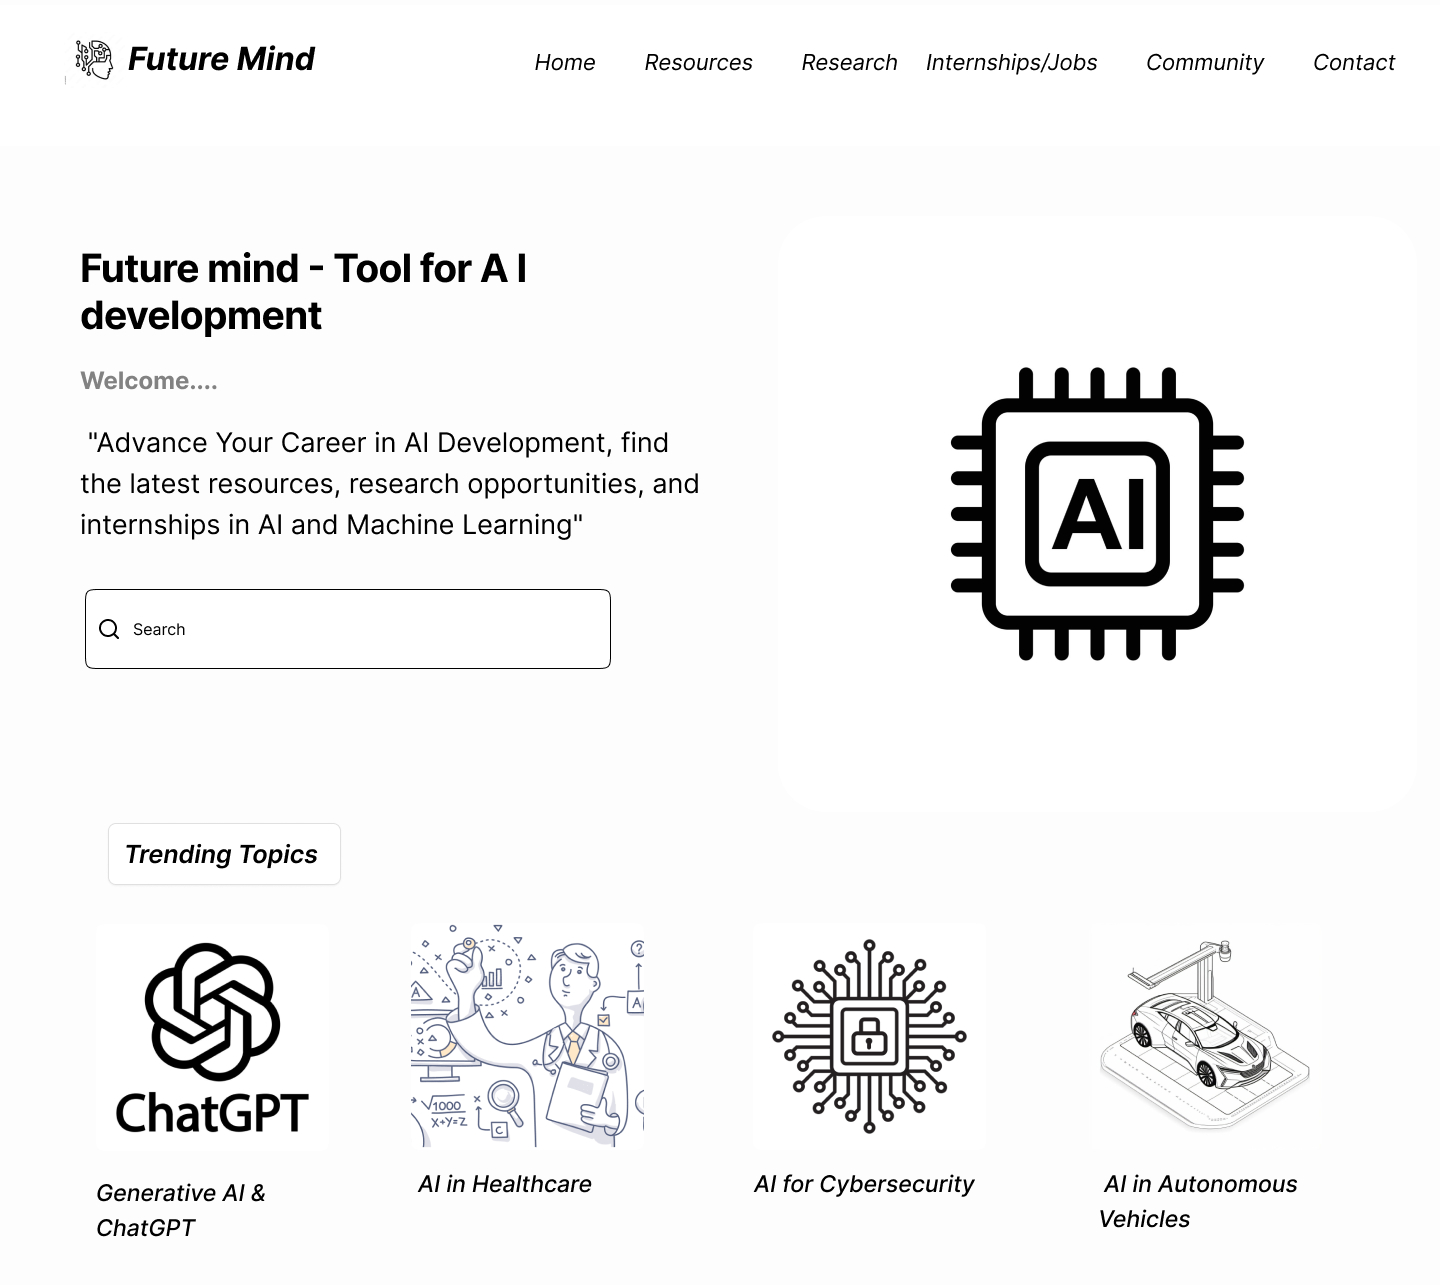 Future Mind
Home Resources Research Internships/Jobs Community Contact
Future mind - Tool for A I
development
Welcome....
"Advance Your Career in AI Development, find
the latest resources, research opportunities, and
internships in AI and Machine Learning"
AI
Search
Trending Topics
ChatGPT
A
A
√1000
X+Y=Z
C
?
Generative AI &
ChatGPT
AI in Healthcare
AI for Cybersecurity
AI in Autonomous
Vehicles